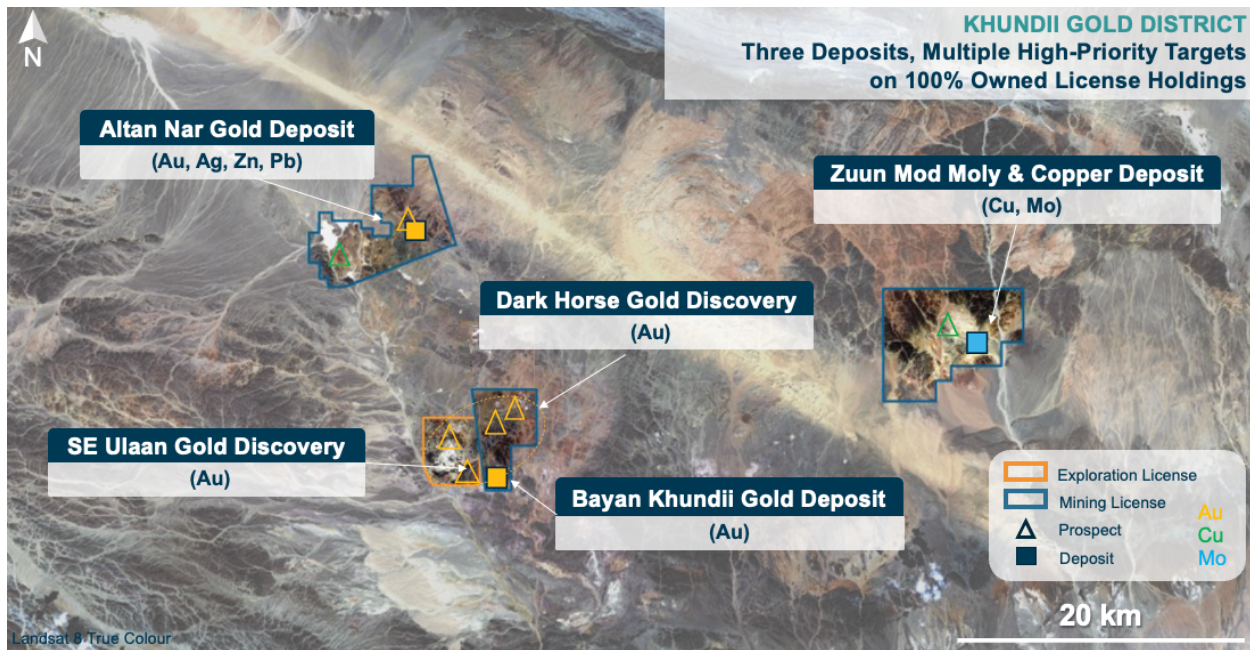 N
KHUNDII GOLD DISTRICT
Three Deposits, Multiple High-Priority Targets
on 100% Owned License Holdings
Altan Nar Gold Deposit
(Au, Ag, Zn, Pb)
Zuun Mod Moly & Copper Deposit
(Cu, Mo)
Dark Horse Gold Discovery
(Au)
SE Ulaan Gold Discovery
(Au)
Bayan Khundii Gold Deposit
(Au)
Exploration License
Mining License
Prospect
Deposit
Au
Cu
Mo
20 km
Landsat 8 True Colour